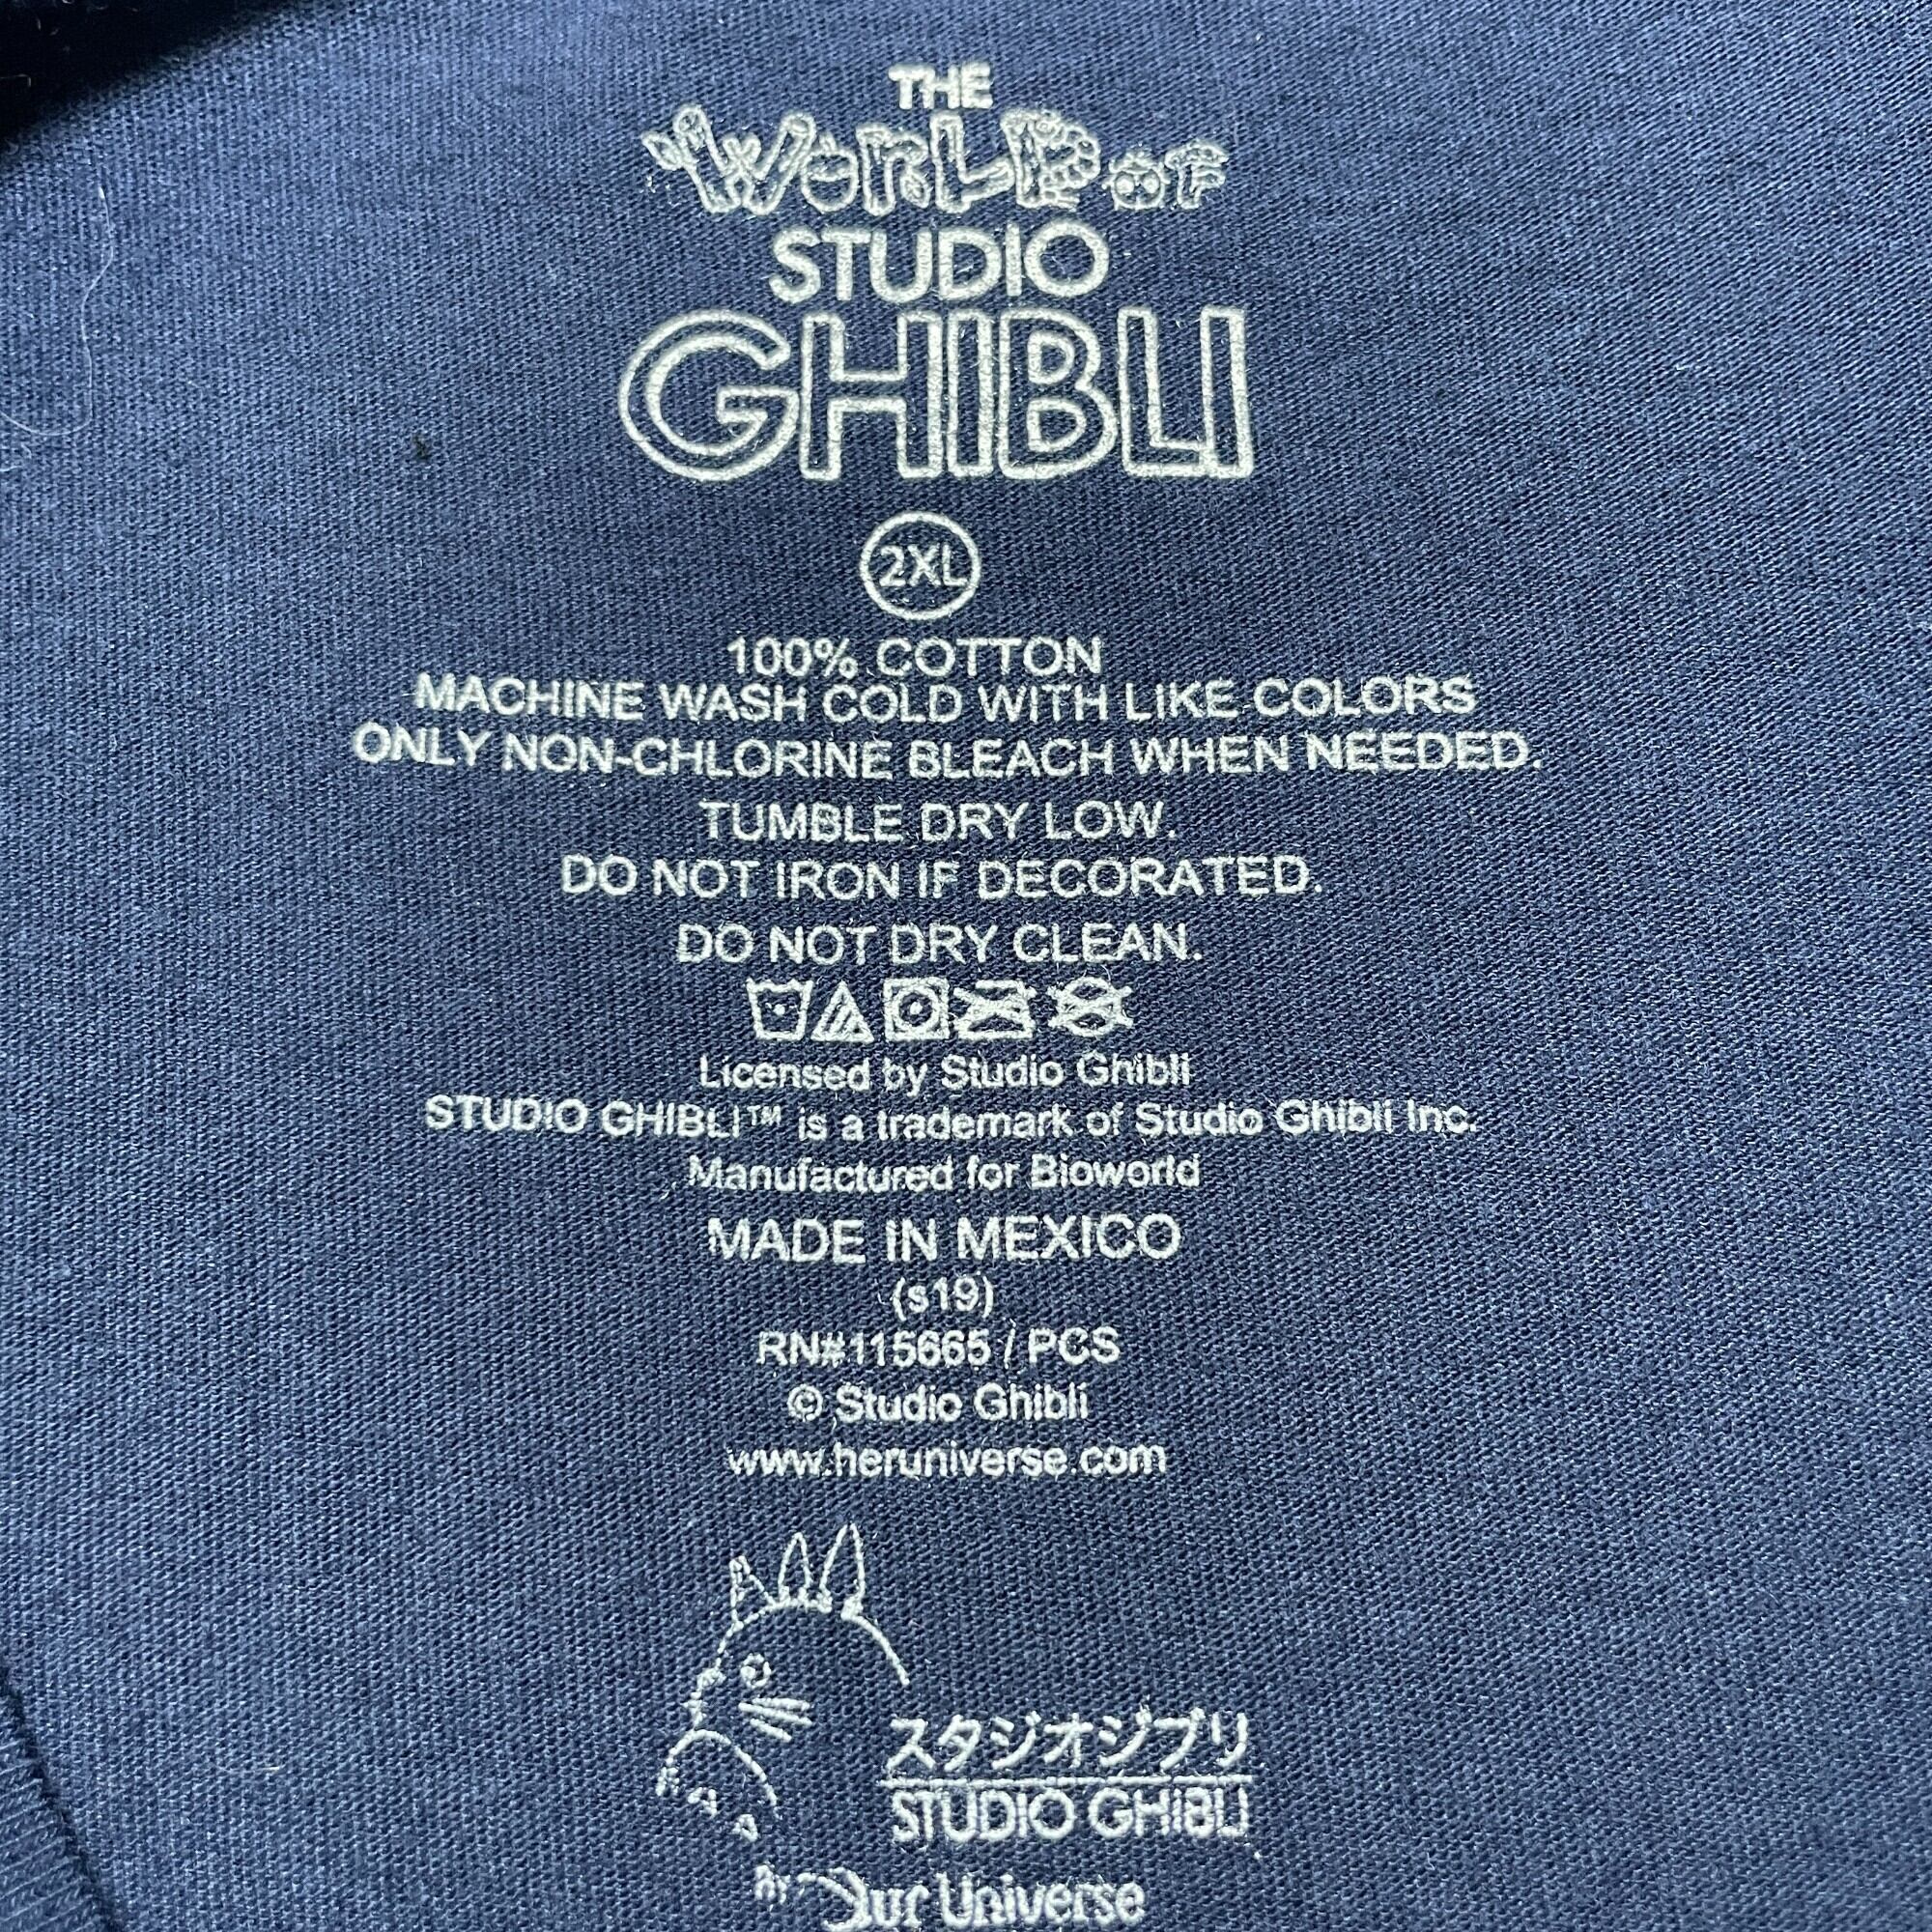 THE
WORLD OF
STUDIO
GHIBLI
2XL
100% COTTON
MACHINE WASH COLD WITH LIKE COLORS
ONLY NON-CHLORINE BLEACH WHEN NEEDED.
TUMBLE DRY LOW.
DO NOT IRON IF DECORATED.
DO NOT DRY CLEAN.
Licensed by Studio Ghibli
STUDIO GHIBLI™ is a trademark of Studio Ghibli Inc.
Manufactured for Bioworld
MADE IN MEXICO
(s19)
RN#115665 / PCS
© Studio Ghibli
www.heruniverse.com
スタジオジブリ
STUDIO GHIBLI
By Our Universe